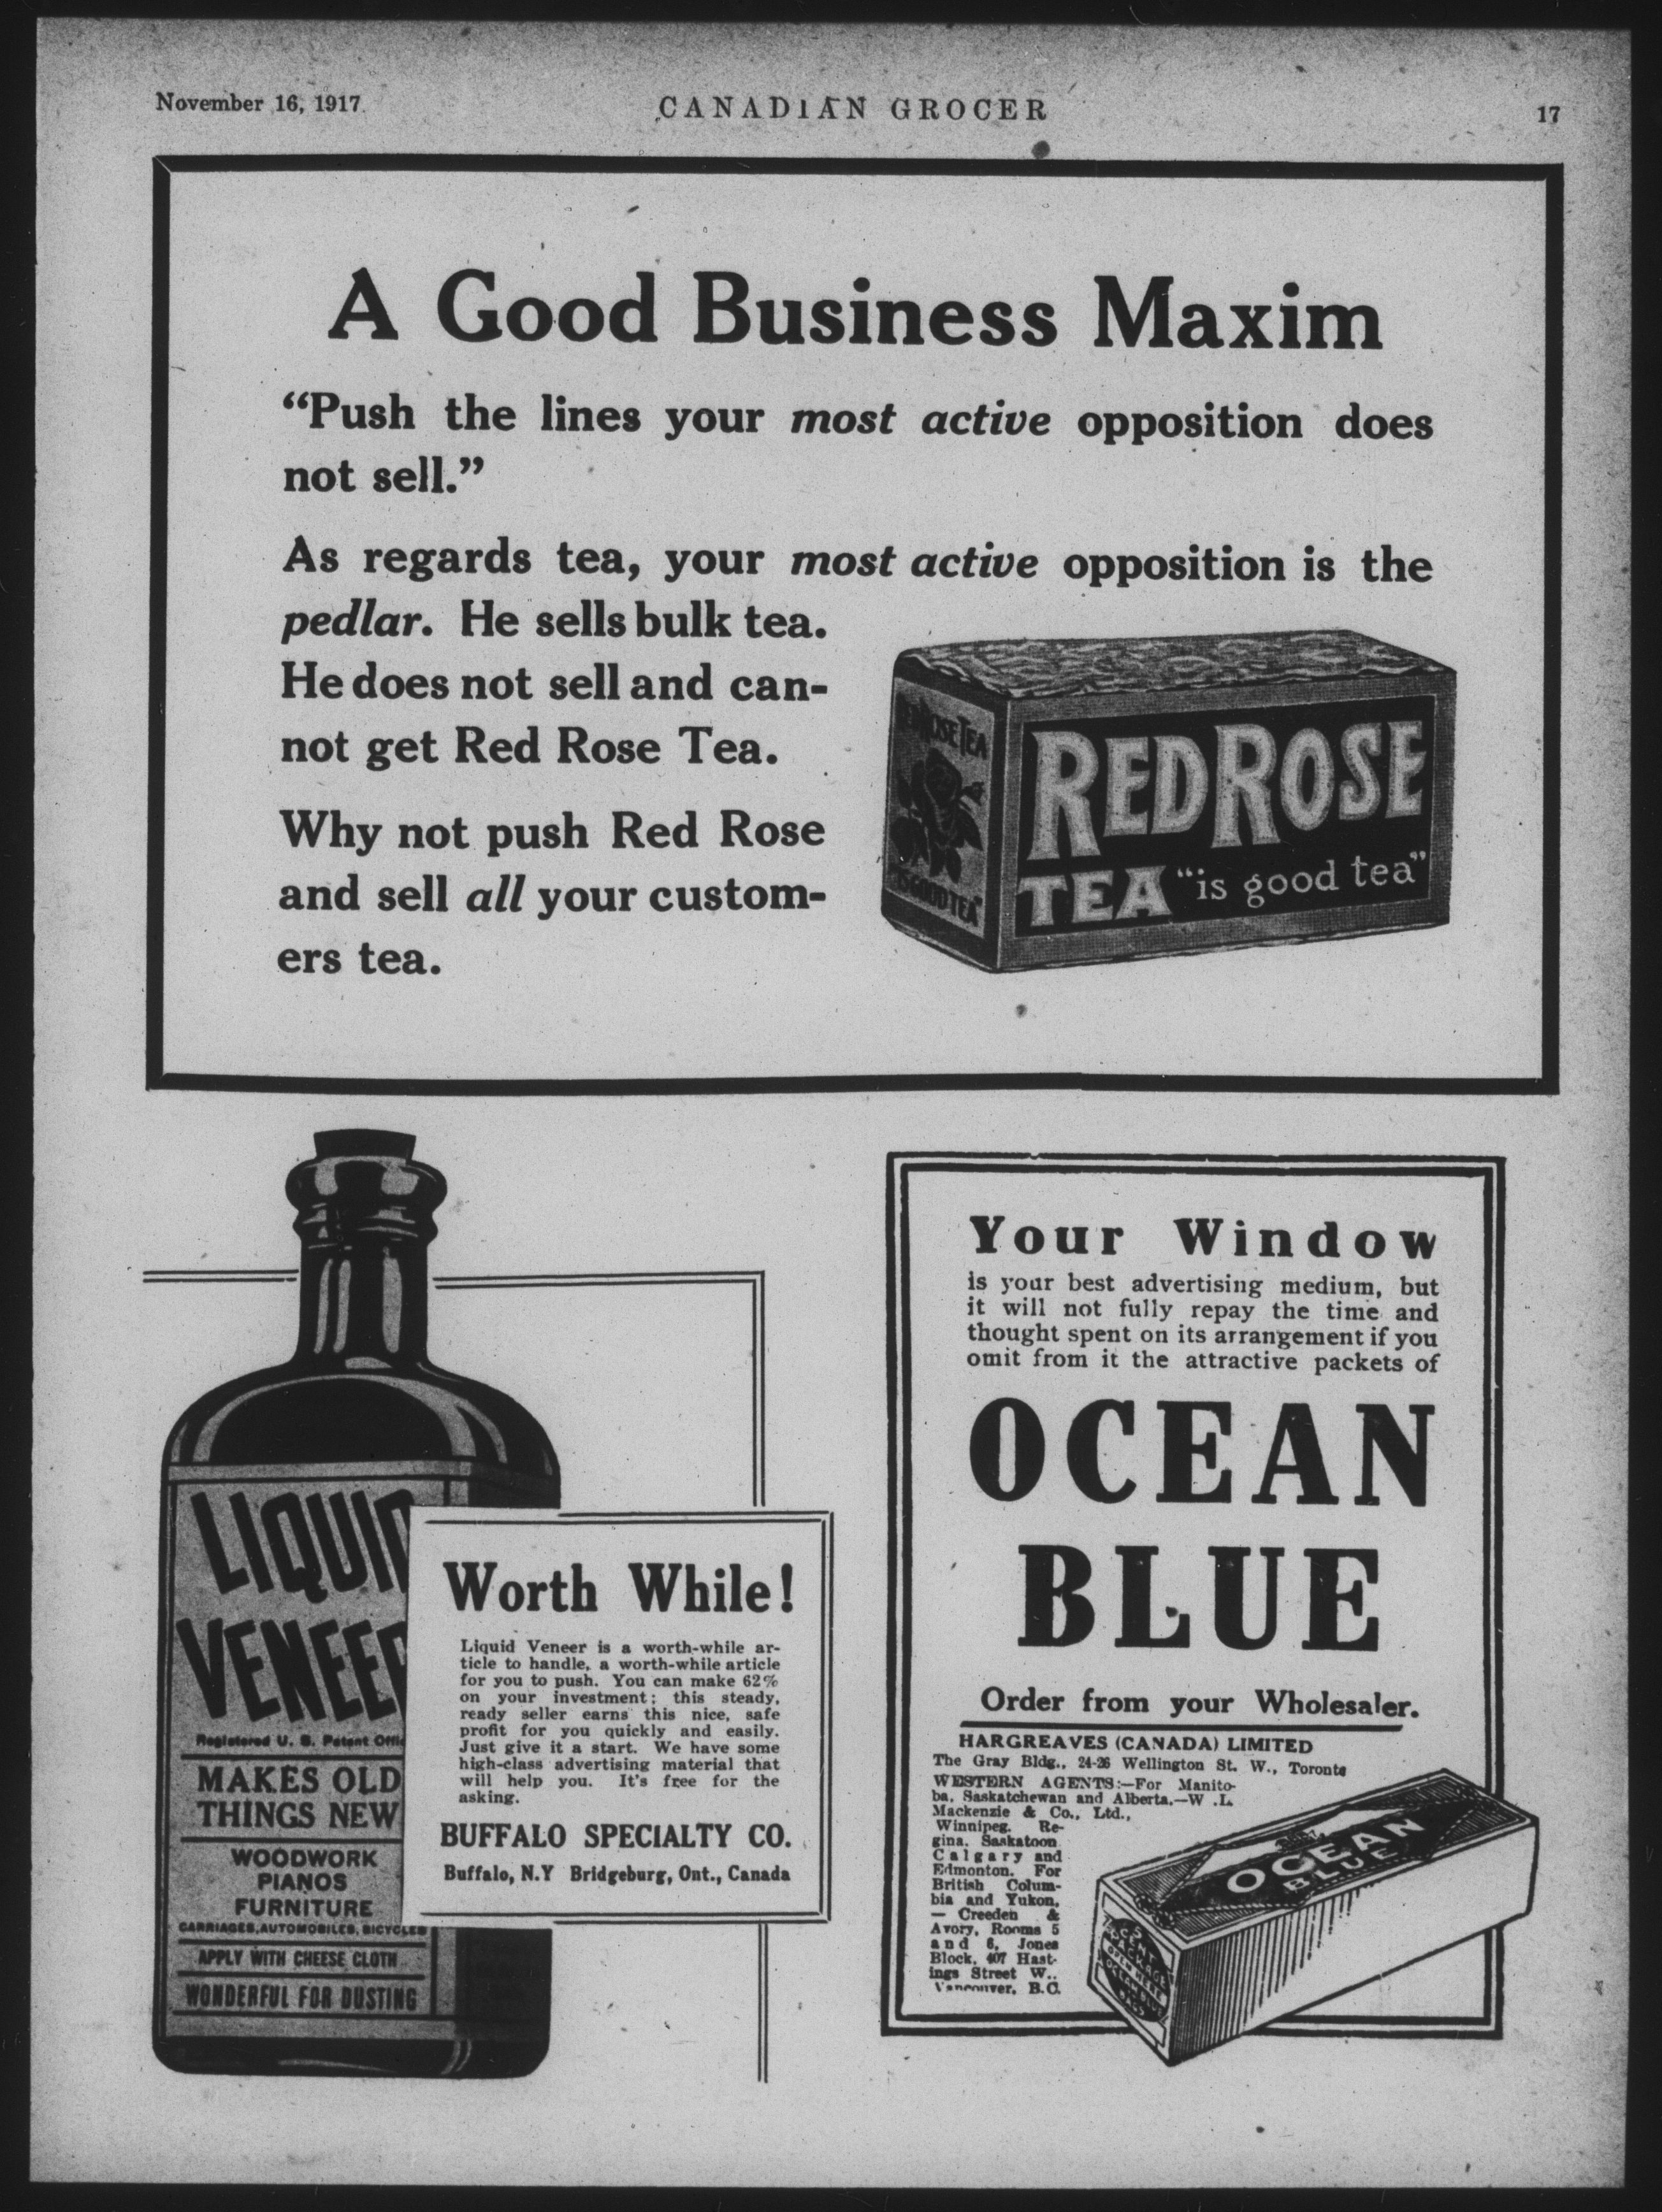 November 16, 1917
CANADIAN GROCER
17
A Good Business Maxim
“Push the lines your most active opposition does
not sell.”
As regards tea, your most active opposition is the
pedlar. He sells bulk tea.
He does not sell and can-
not get Red Rose Tea.
Why not push Red Rose
and sell all your custom-
ers tea.
RED ROSE TEA
"IS GOOD TEA"
RED ROSE
TEA “is good tea”
LIQUID
VENEER
Registered U. S. Patent Offic
MAKES OLD
THINGS NEW
WOODWORK
PIANOS
FURNITURE
CARRIAGES, AUTOMOBILES, BICYCLES
APPLY WITH CHEESE CLOTH
WONDERFUL FOR DUSTING
Worth While!
Liquid Veneer is a worth-while ar-
ticle to handle, a worth-while article
for you to push. You can make 62%
on your investment; this steady,
ready seller earns this nice, safe
profit for you quickly and easily.
Just give it a start. We have some
high-class advertising material that
will help you. It's free for the
asking.
BUFFALO SPECIALTY CO.
Buffalo, N.Y Bridgeburg, Ont., Canada
Your Window
is your best advertising medium, but
it will not fully repay the time and
thought spent on its arrangement if you
omit from it the attractive packets of
OCEAN
BLUE
Order from your Wholesaler.
HARGREAVES (CANADA) LIMITED
The Gray Bldg., 24-26 Wellington St. W., Toronto
WESTERN AGENTS:—For Manito-
ba, Saskatchewan and Alberta.—W .L.
Mackenzie & Co., Ltd.,
Winnipeg. Re-
gina. Saskatoon
Calgary and
Edmonton. For
British Colum-
bia and Yukon,
— Creeden &
Avory, Rooms 5
and 6, Jones
Block, 407 Hast-
ings Street W..
Vancouver, B.C.
OCEAN
BLUE
OPEN HERE